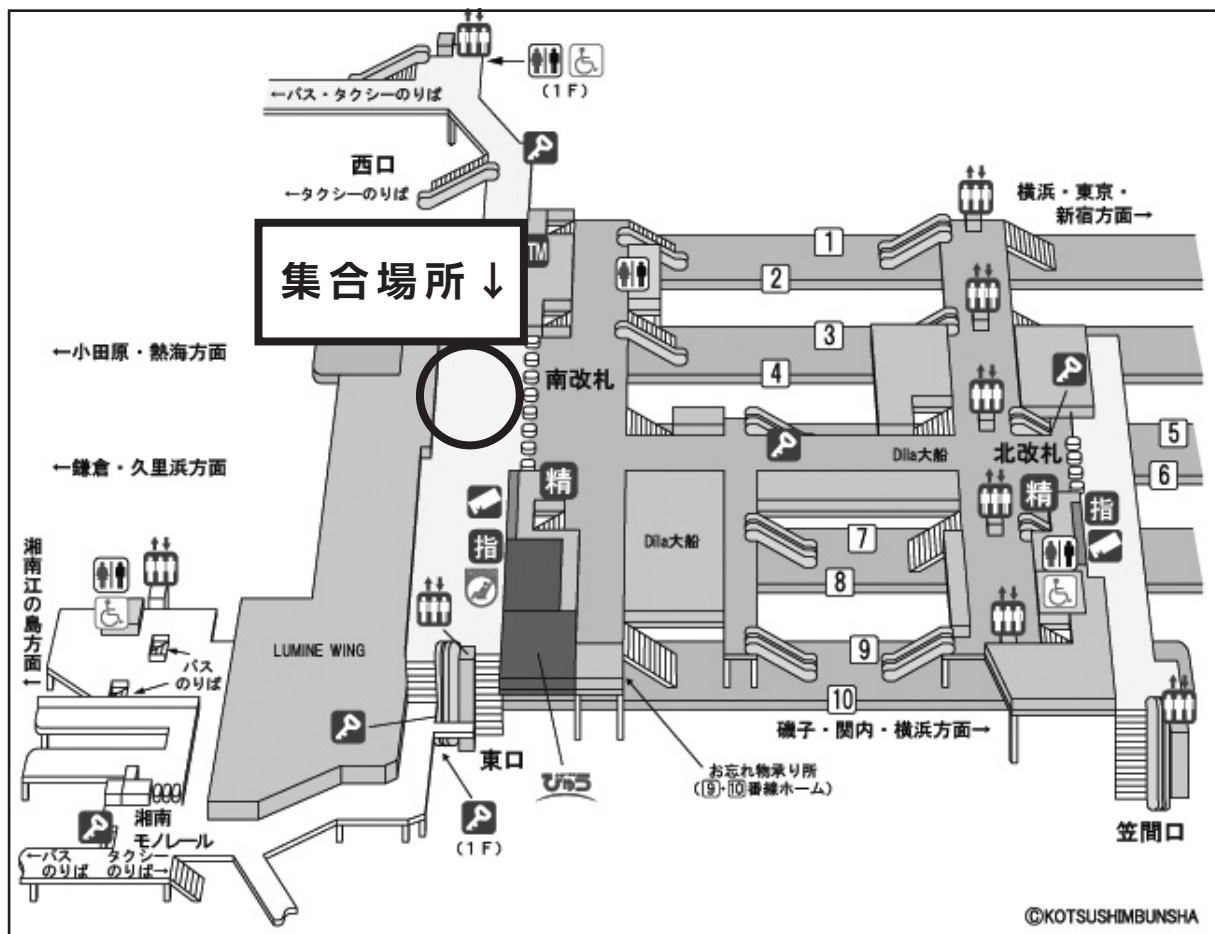 (1F)
←バス・タクシーのりば
西口
←タクシーのりば
横浜・東京・
新宿方面→
集合場所↓
TM
1
2
3
4
←小田原・熱海方面
南改札
←鎌倉・久里浜方面
Dila大船
北改札
5
6
精
精
指
指
Dila大船
7
8
湘南江の島方面→
バス
のりば
LUMINE WING
9
10
磯子・関内・横浜方面→
東口
びゅう
お忘れ物承り所
(9・10番線ホーム)
湘南
モノレール
(1F)
笠間口
←バス
のりば
タクシー
のりば→
©KOTSUSHIMBUNSHA